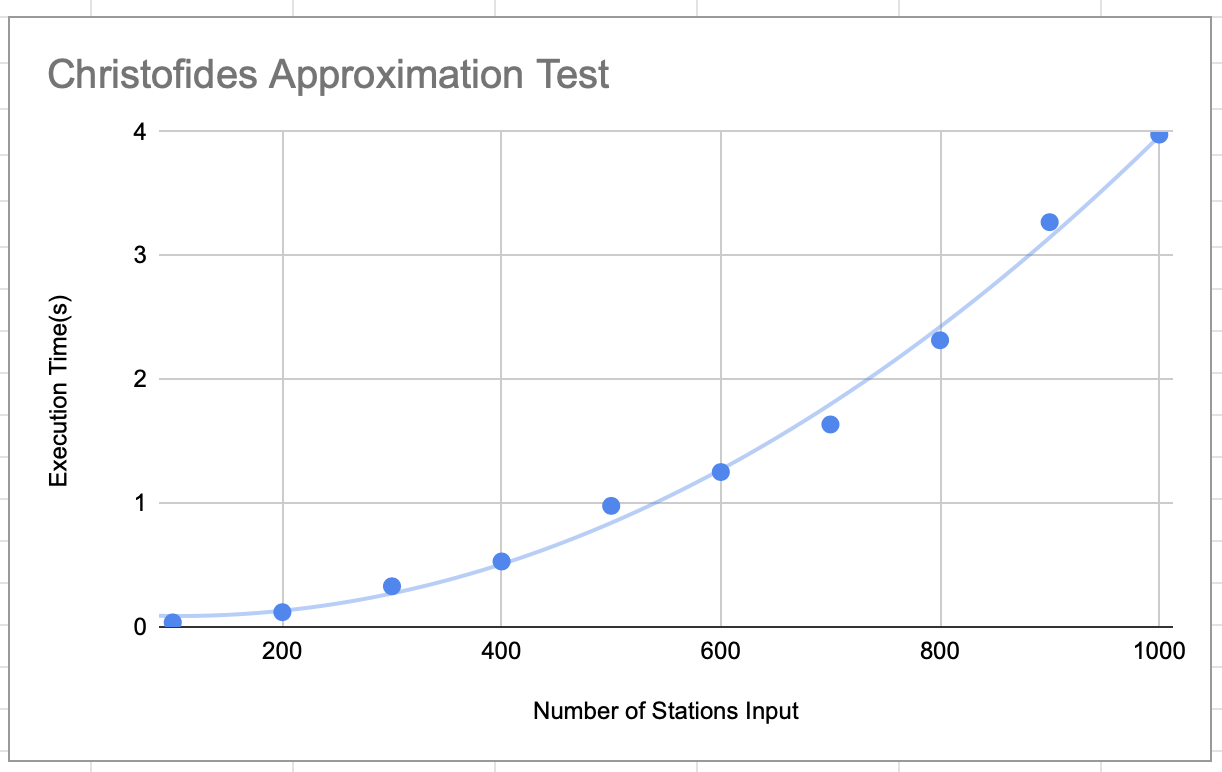 Christofides Approximation Test
4
3
2
1
0
Execution Time(s)
200 400 600 800 1000
Number of Stations Input